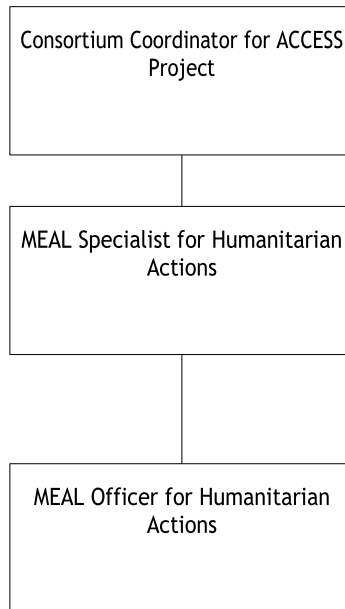 Consortium Coordinator for ACCESS
Project
MEAL Specialist for Humanitarian
Actions
MEAL Officer for Humanitarian
Actions